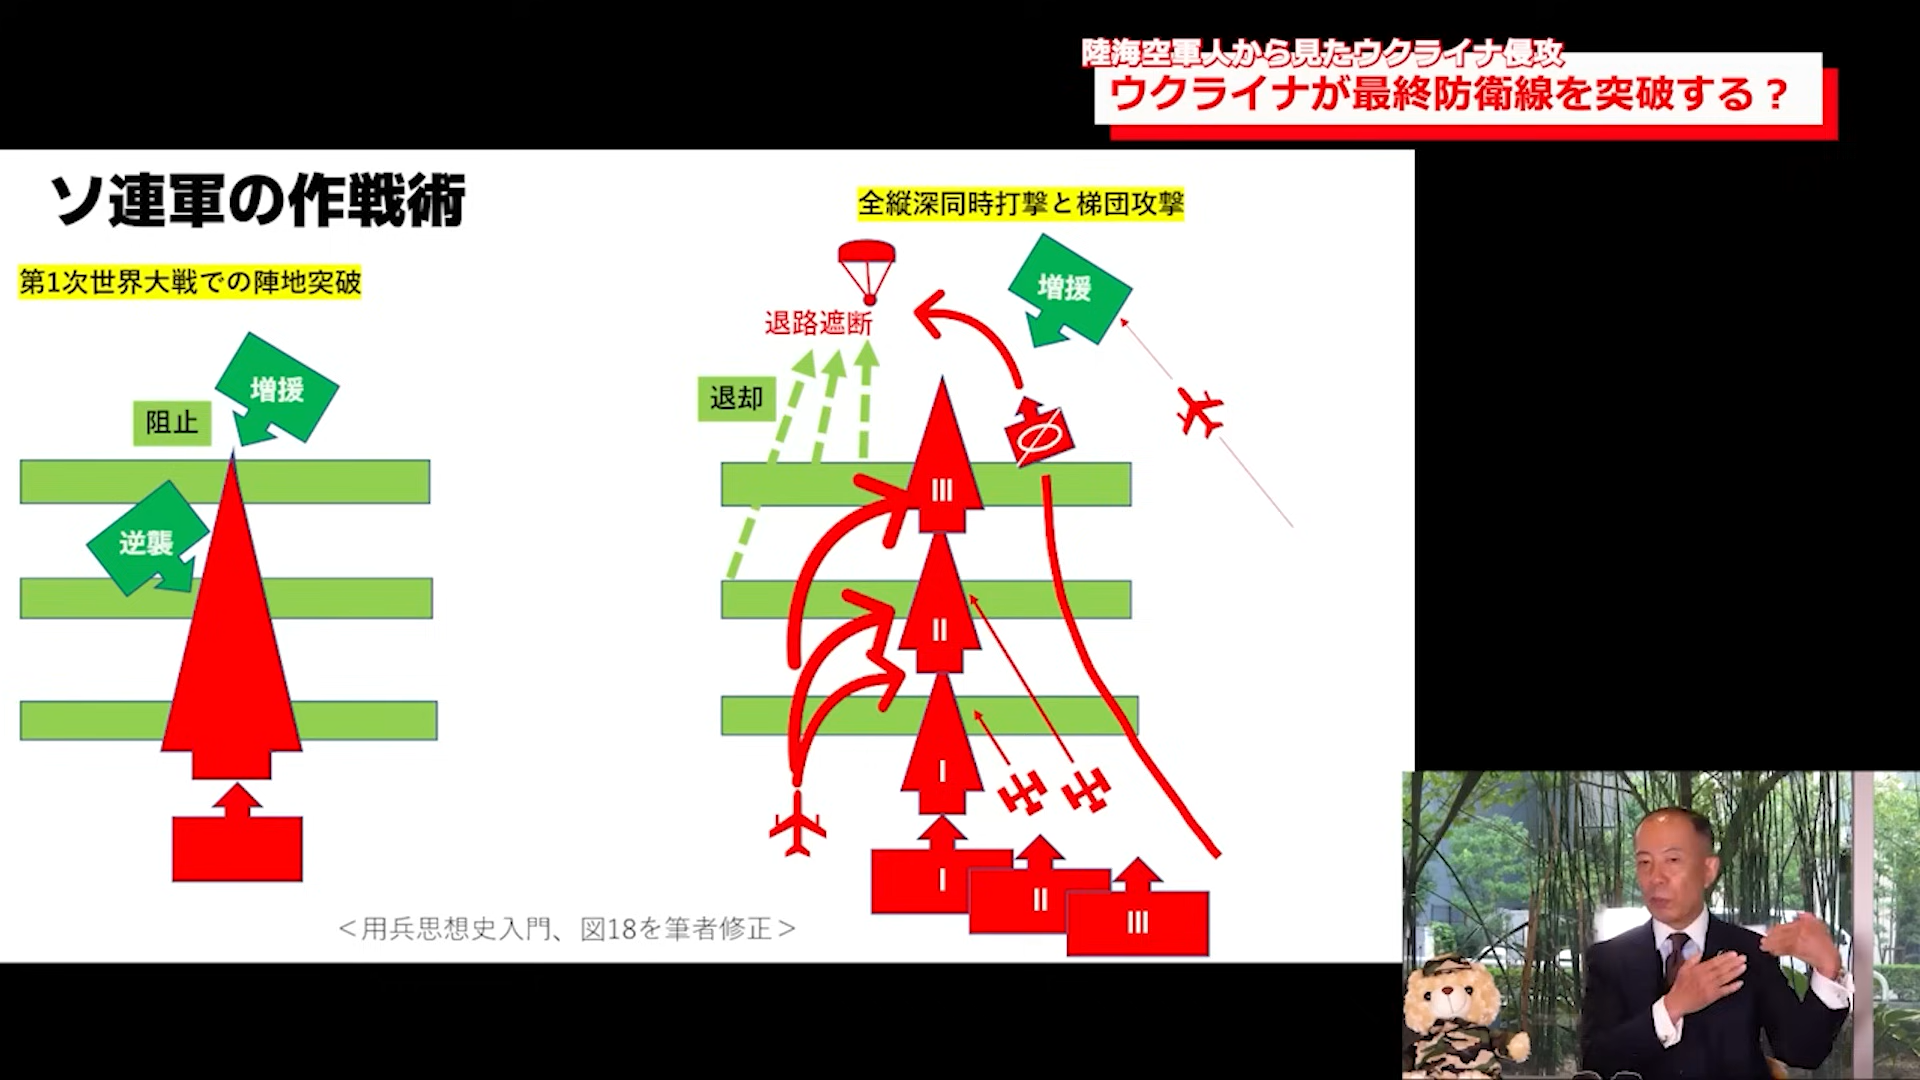 陸海空軍人から見たウクライナ侵攻
ウクライナが最終防衛線を突破する？
ソ連軍の作戦術
第1次世界大戦での陣地突破
増援
阻止
逆襲
全縦深同時打撃と梯団攻撃
増援
退路遮断
退却
III
II
I
I
II
III
＜用兵思想史入門、図18を筆者修正＞